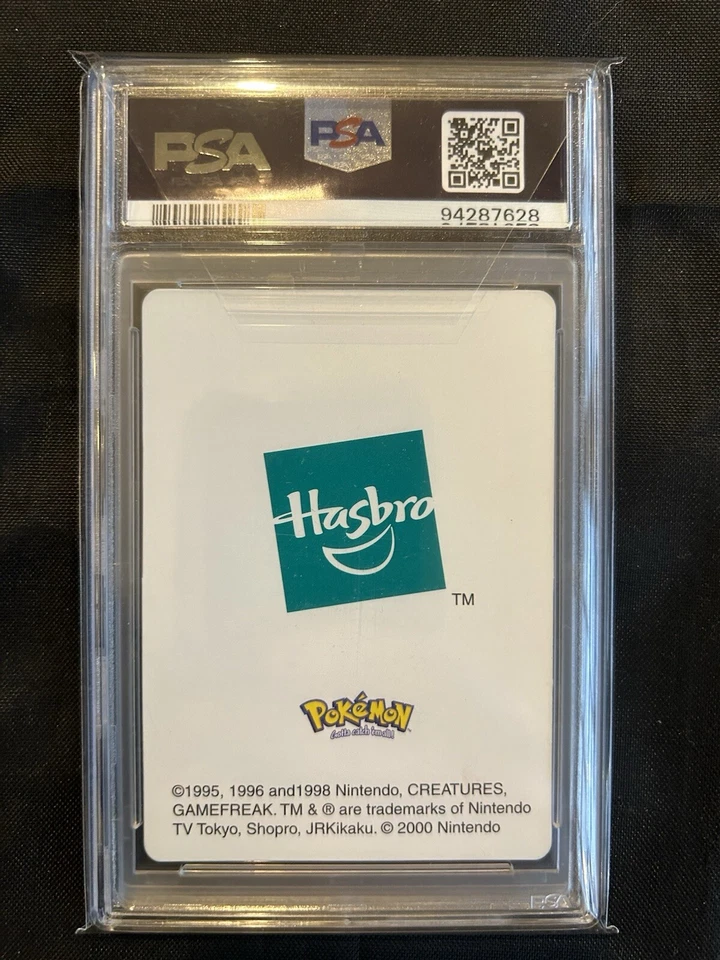 PSA PSA
94287628
Hasbro
TM
POKéMON
Gotta catch 'em all!
©1995, 1996 and1998 Nintendo, CREATURES,
GAMEFREAK. TM & ® are trademarks of Nintendo
TV Tokyo, Shopro, JRKikaku. © 2000 Nintendo
PSA